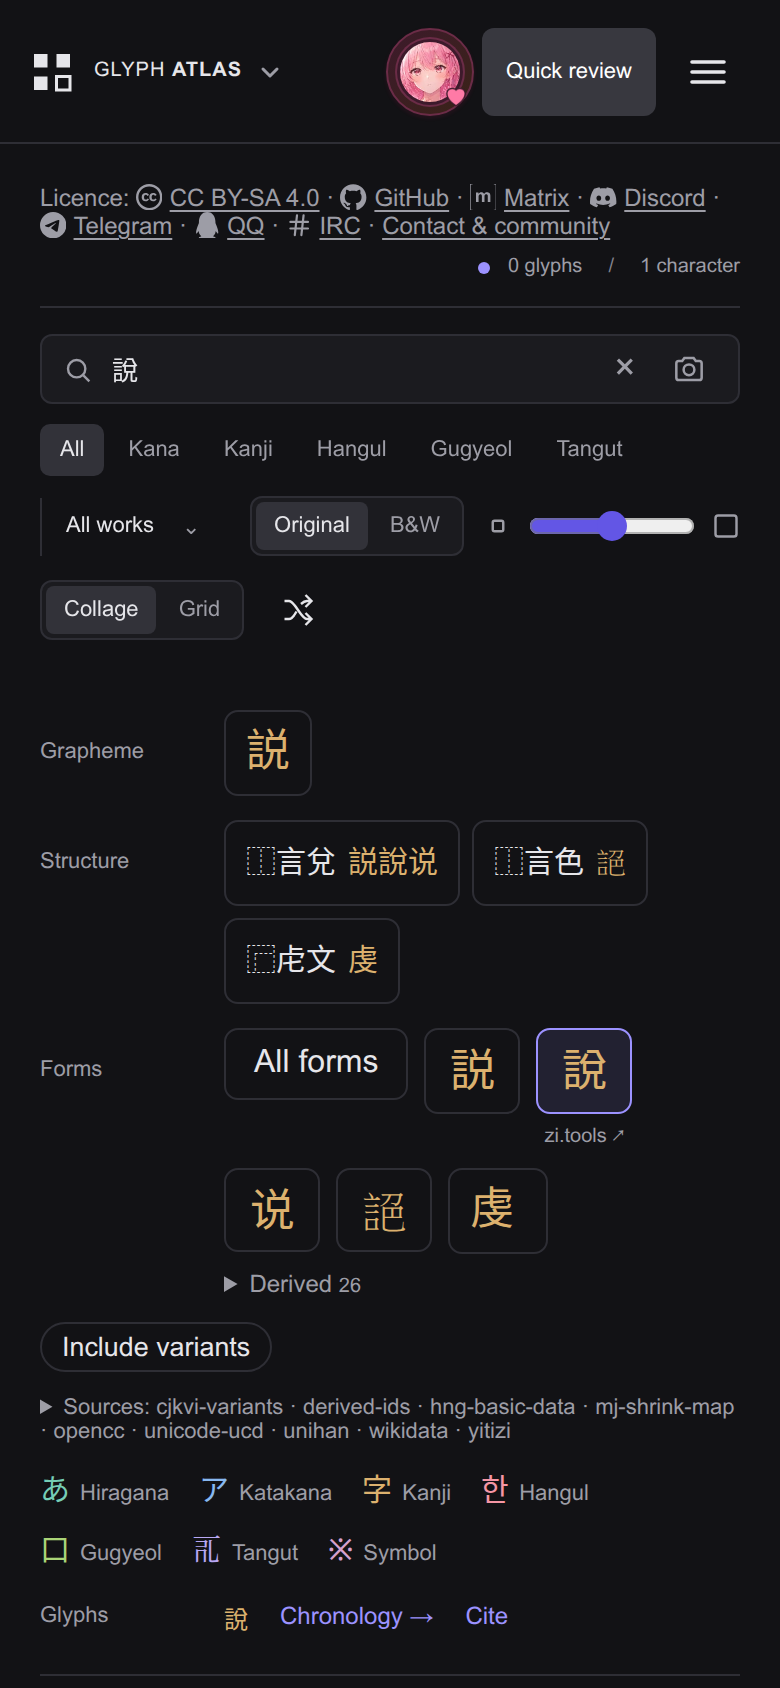 GLYPH ATLAS
Quick review
Licence: CC BY-SA 4.0 · GitHub · [m] Matrix · Discord ·
Telegram · QQ · IRC · Contact & community
0 glyphs / 1 character
說
All Kana Kanji Hangul Gugyeol Tangut
All works Original B&W
Collage Grid
Grapheme 説
Structure ⿰言兌 説說说 ⿰言色 䛼
⿸虍文 虔
Forms All forms 説 說
zi.tools ↗
说 䛼 虔
Derived 26
Include variants
Sources: cjkvi-variants · derived-ids · hng-basic-data · mj-shrink-map
· opencc · unicode-ucd · unihan · wikidata · yitizi
あ Hiragana ア Katakana 字 Kanji 한 Hangul
口 Gugyeol Tangut ※ Symbol
Glyphs 說 Chronology → Cite